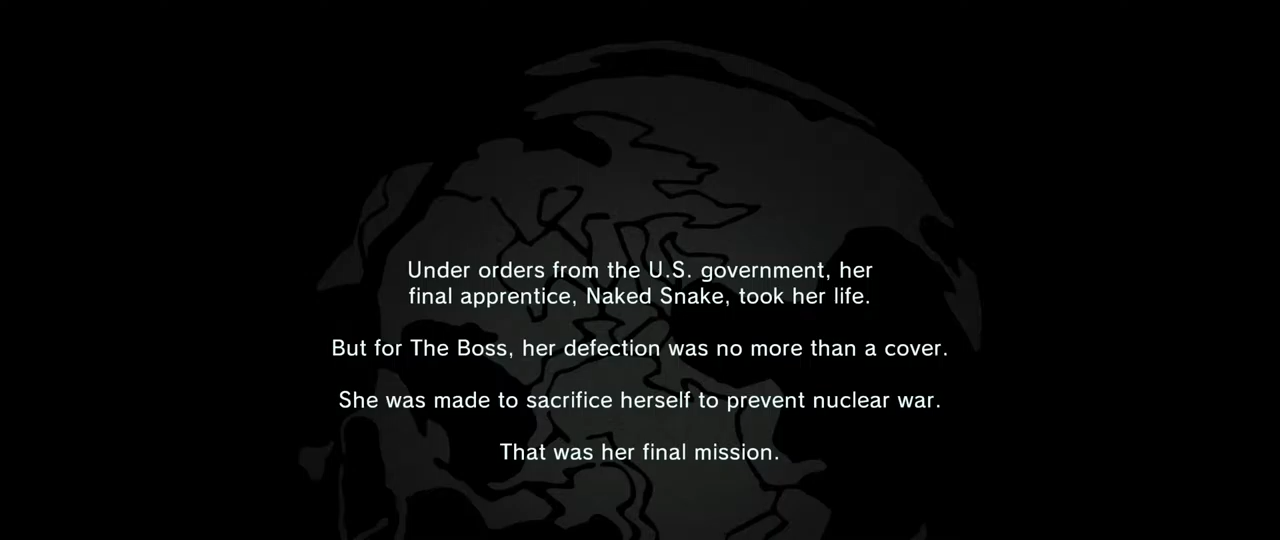 Under orders from the U.S. government, her
final apprentice, Naked Snake, took her life.
But for The Boss, her defection was no more than a cover.
She was made to sacrifice herself to prevent nuclear war.
That was her final mission.